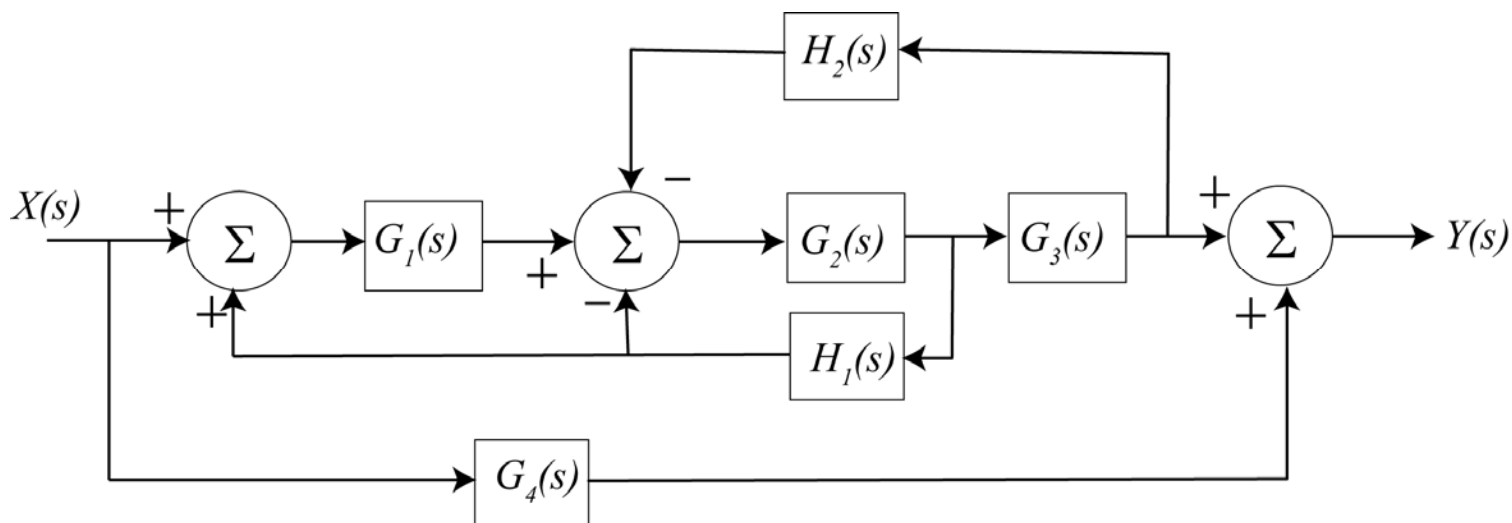 H₂(s)
−
X(s) + Σ G₁(s) + Σ − G₂(s) G₃(s) + Σ Y(s)
+ H₁(s) +
G₄(s)